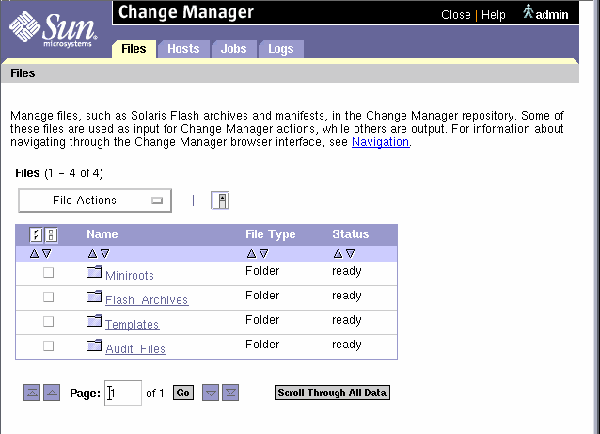 Sun
microsystems
Change Manager
Close | Help
admin
Files
Hosts
Jobs
Logs
Files
Manage files, such as Solaris Flash archives and manifests, in the Change Manager repository. Some of
these files are used as input for Change Manager actions, while others are output. For information about
navigating through the Change Manager browser interface, see Navigation.
Files (1 - 4 of 4)
File Actions
Name File Type Status
Miniroots Folder ready
Flash_Archives Folder ready
Templates Folder ready
Audit_Files Folder ready
Page: 1 of 1 Go Scroll Through All Data